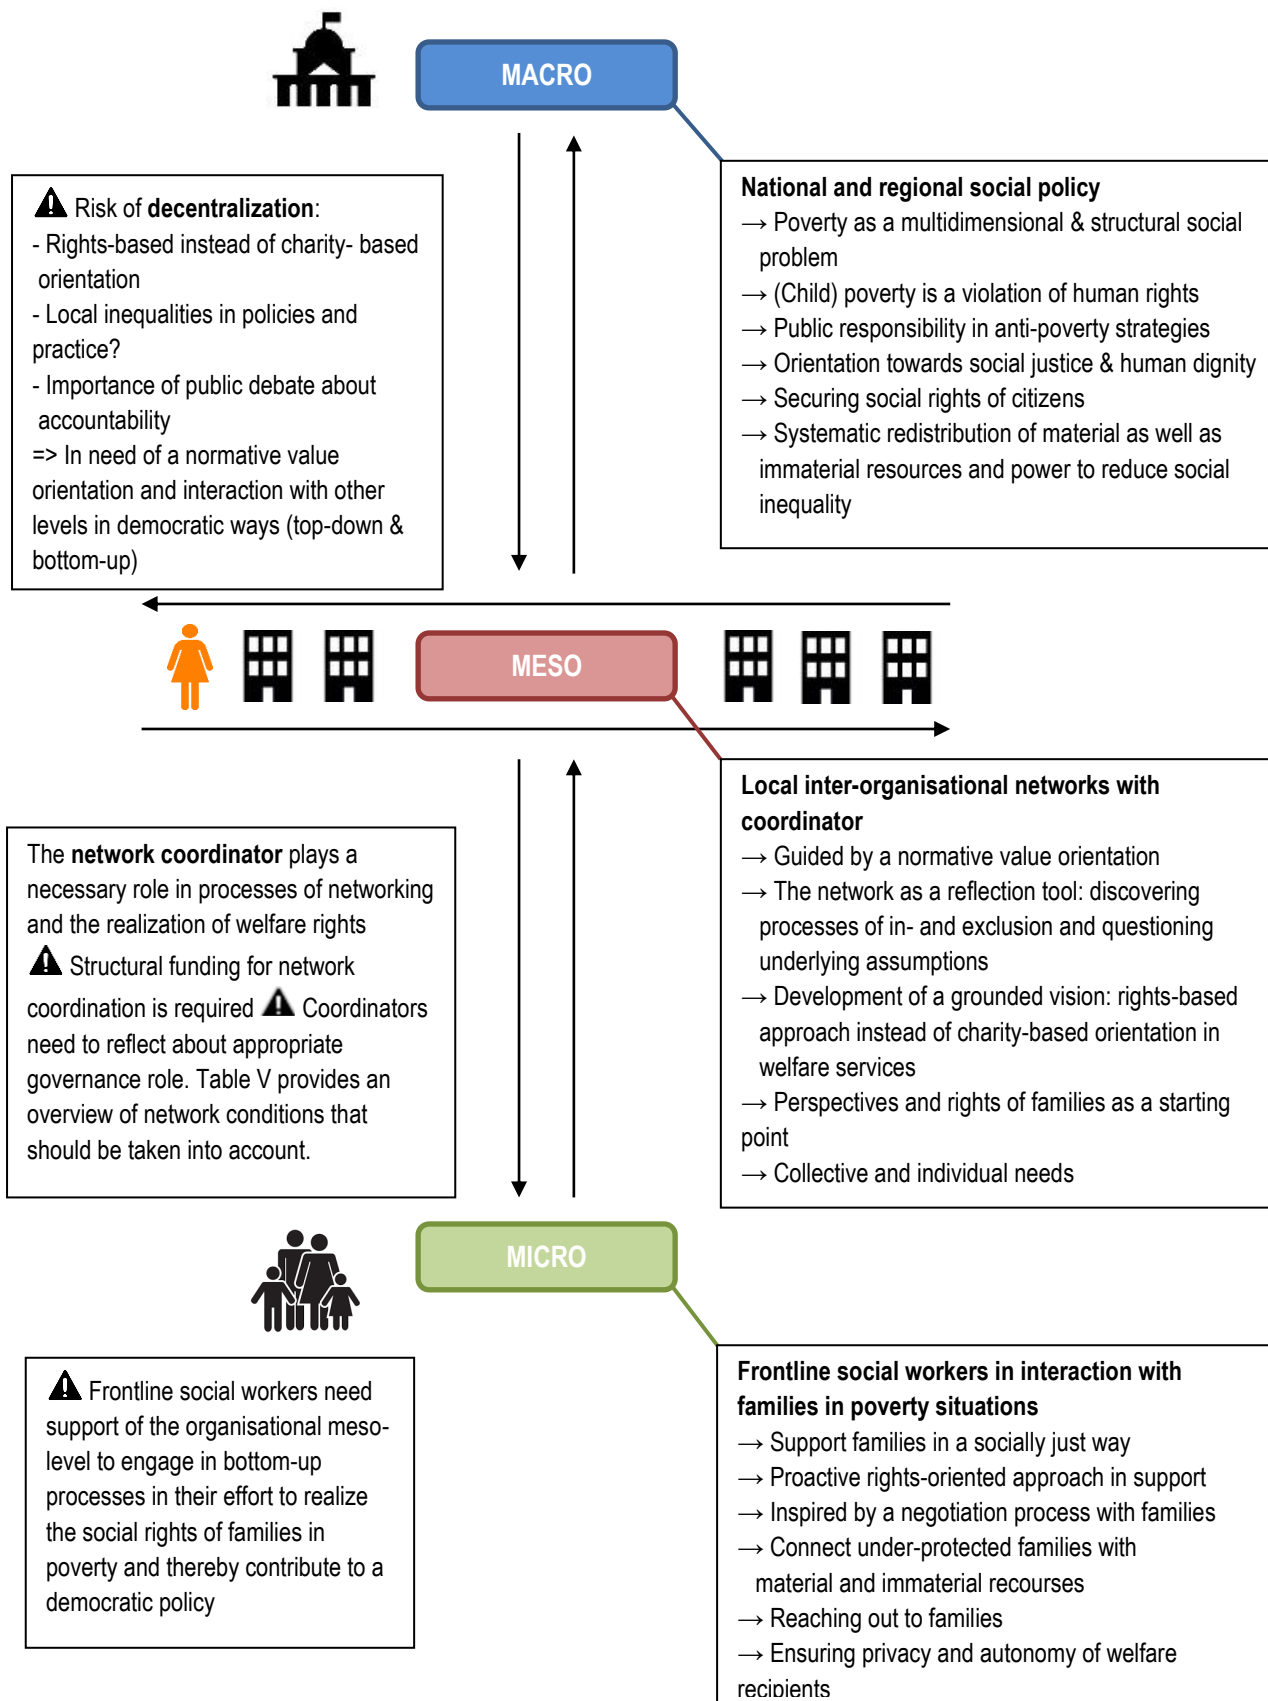 MACRO
Risk of decentralization:
- Rights-based instead of charity- based
orientation
- Local inequalities in policies and
practice?
- Importance of public debate about
accountability
=> In need of a normative value
orientation and interaction with other
levels in democratic ways (top-down &
bottom-up)
National and regional social policy
→ Poverty as a multidimensional & structural social
problem
→ (Child) poverty is a violation of human rights
→ Public responsibility in anti-poverty strategies
→ Orientation towards social justice & human dignity
→ Securing social rights of citizens
→ Systematic redistribution of material as well as
immaterial resources and power to reduce social
inequality
MESO
The network coordinator plays a
necessary role in processes of networking
and the realization of welfare rights
Structural funding for network
coordination is required Coordinators
need to reflect about appropriate
governance role. Table V provides an
overview of network conditions that
should be taken into account.
Local inter-organisational networks with
coordinator
→ Guided by a normative value orientation
→ The network as a reflection tool: discovering
processes of in- and exclusion and questioning
underlying assumptions
→ Development of a grounded vision: rights-based
approach instead of charity-based orientation in
welfare services
→ Perspectives and rights of families as a starting
point
→ Collective and individual needs
MICRO
Frontline social workers need
support of the organisational meso-
level to engage in bottom-up
processes in their effort to realize
the social rights of families in
poverty and thereby contribute to a
democratic policy
Frontline social workers in interaction with
families in poverty situations
→ Support families in a socially just way
→ Proactive rights-oriented approach in support
→ Inspired by a negotiation process with families
→ Connect under-protected families with
material and immaterial recourses
→ Reaching out to families
→ Ensuring privacy and autonomy of welfare
recipients